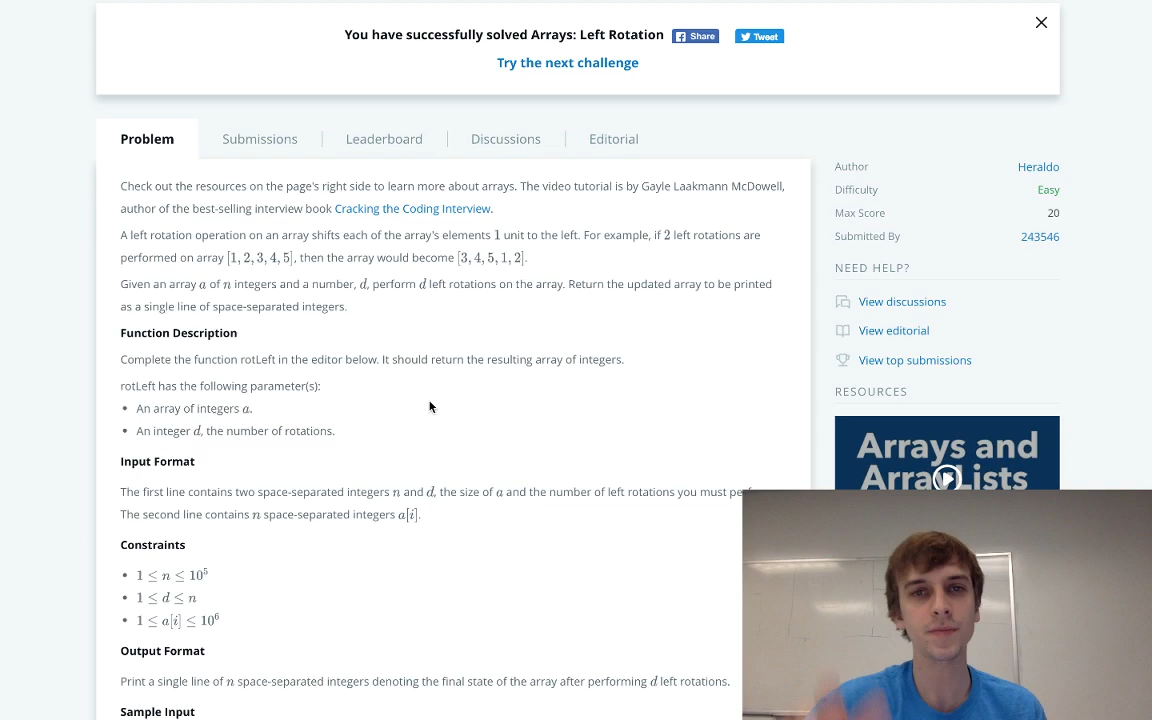 You have successfully solved Arrays: Left Rotation Share Tweet
Try the next challenge
Problem Submissions Leaderboard Discussions Editorial
Check out the resources on the page's right side to learn more about arrays. The video tutorial is by Gayle Laakmann McDowell,
author of the best-selling interview book Cracking the Coding Interview.
A left rotation operation on an array shifts each of the array's elements 1 unit to the left. For example, if 2 left rotations are
performed on array [1, 2, 3, 4, 5], then the array would become [3, 4, 5, 1, 2].
Given an array a of n integers and a number, d, perform d left rotations on the array. Return the updated array to be printed
as a single line of space-separated integers.
Function Description
Complete the function rotLeft in the editor below. It should return the resulting array of integers.
rotLeft has the following parameter(s):
• An array of integers a.
• An integer d, the number of rotations.
Input Format
The first line contains two space-separated integers n and d, the size of a and the number of left rotations you must
The second line contains n space-separated integers a[i].
Constraints
• 1 ≤ n ≤ 10⁵
• 1 ≤ d ≤ n
• 1 ≤ a[i] ≤ 10⁶
Output Format
Print a single line of n space-separated integers denoting the final state of the array after performing d left rotations.
Sample Input
Author Heraldo
Difficulty Easy
Max Score 20
Submitted By 243546
NEED HELP?
View discussions
View editorial
View top submissions
RESOURCES
Arrays and
ArrayLists